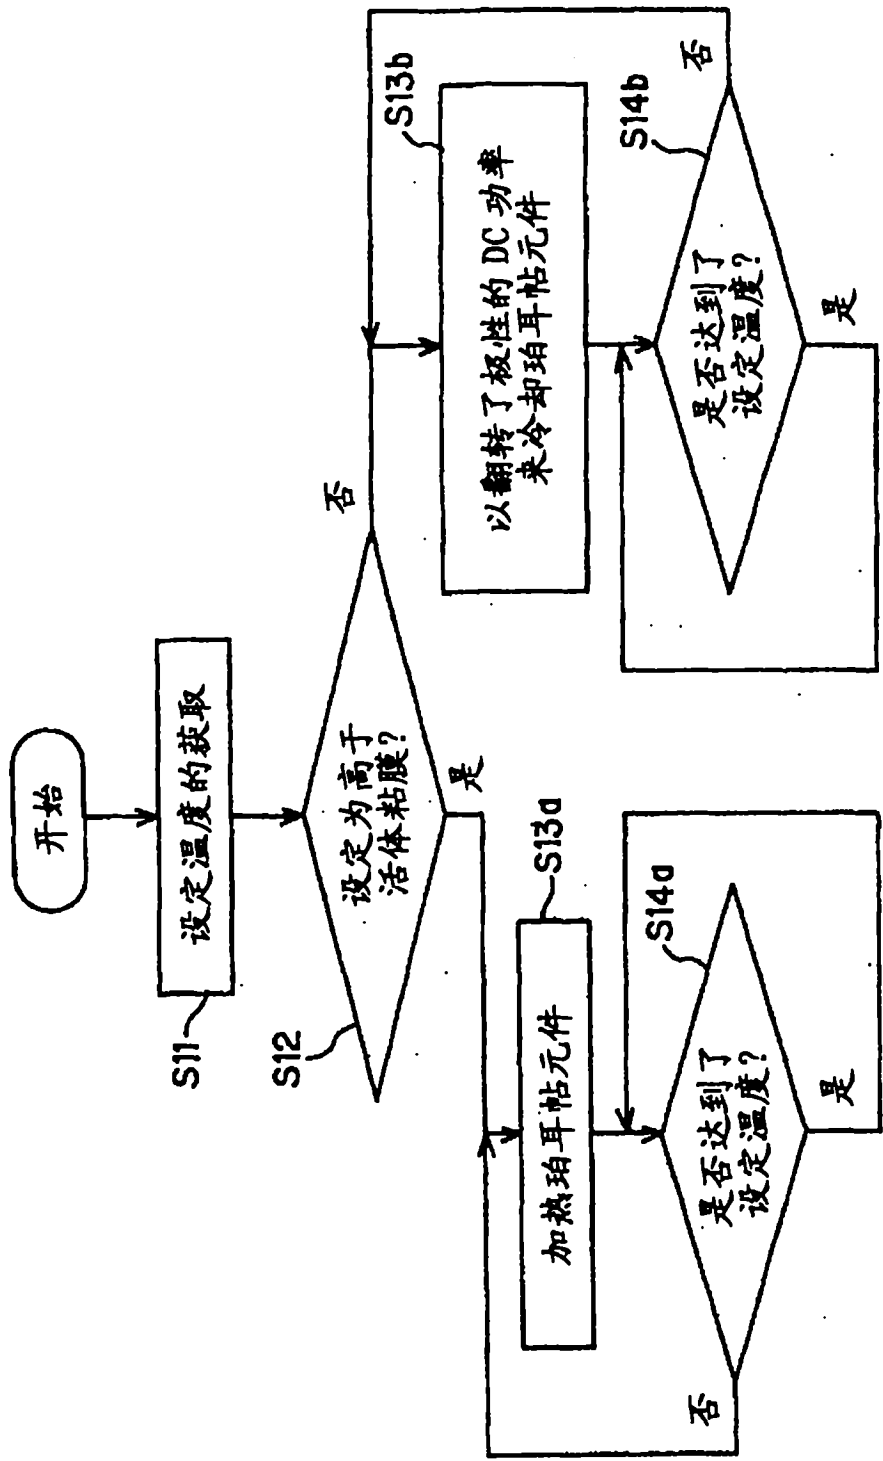 开始
设定温度的获取
S11
S12
设定为高于
活体粘膜?
否
是
S13a
加热珀耳帖元件
S14a
是否达到了
设定温度?
否
是
S13b
以翻转了极性的 DC 功率
来冷却珀耳帖元件
S14b
是否达到了
设定温度?
否
是